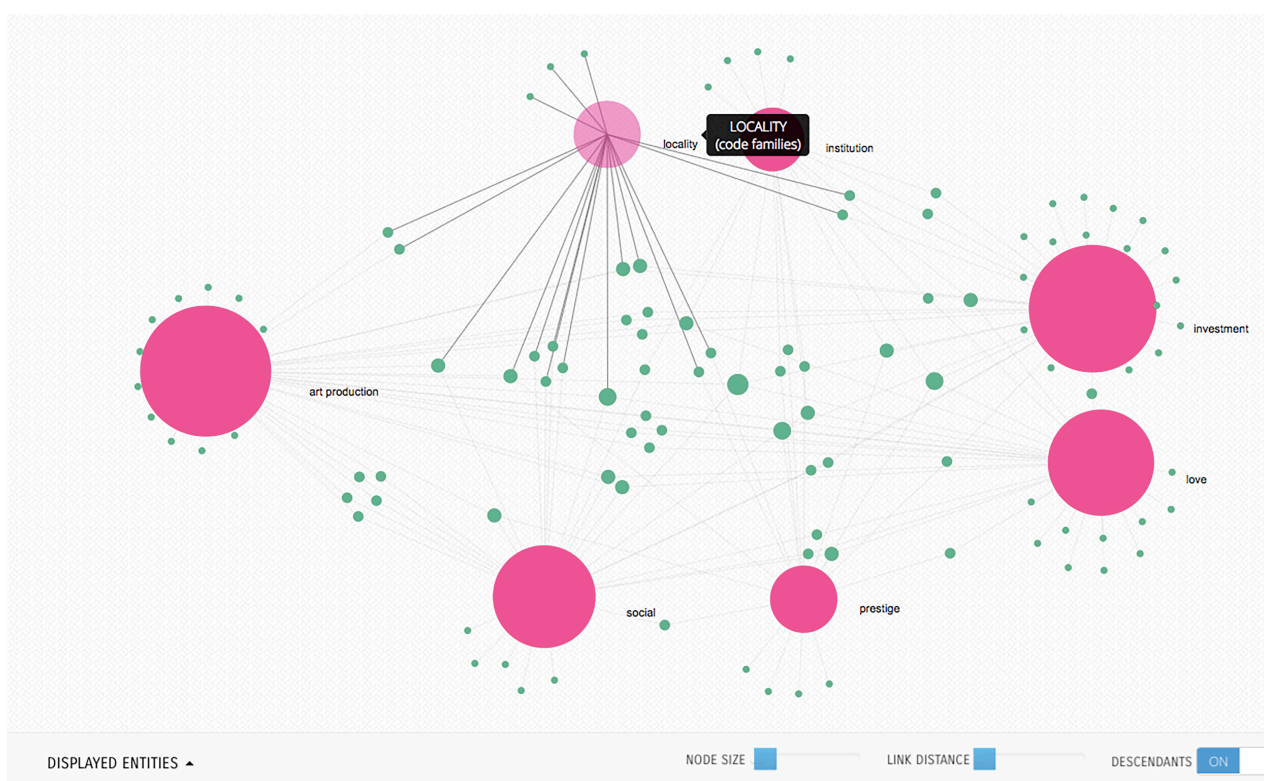 LOCALITY
(code families)
locality
institution
investment
art production
love
social
prestige
DISPLAYED ENTITIES
NODE SIZE
LINK DISTANCE
DESCENDANTS
ON